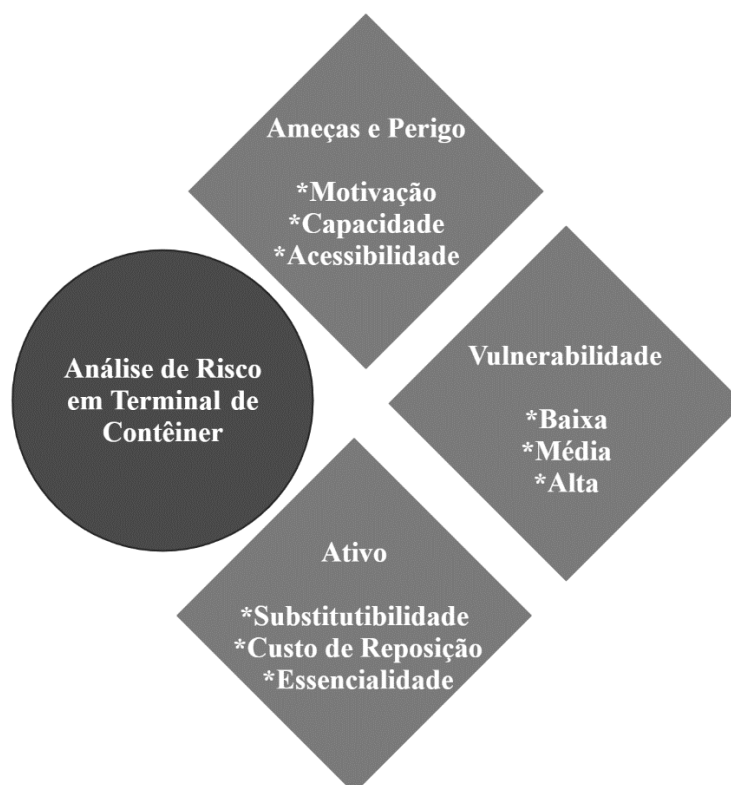 Ameças e Perigo
*Motivação
*Capacidade
*Acessibilidade
Análise de Risco
em Terminal de
Contêiner
Vulnerabilidade
*Baixa
*Média
*Alta
Ativo
*Substitutibilidade
*Custo de Reposição
*Essencialidade